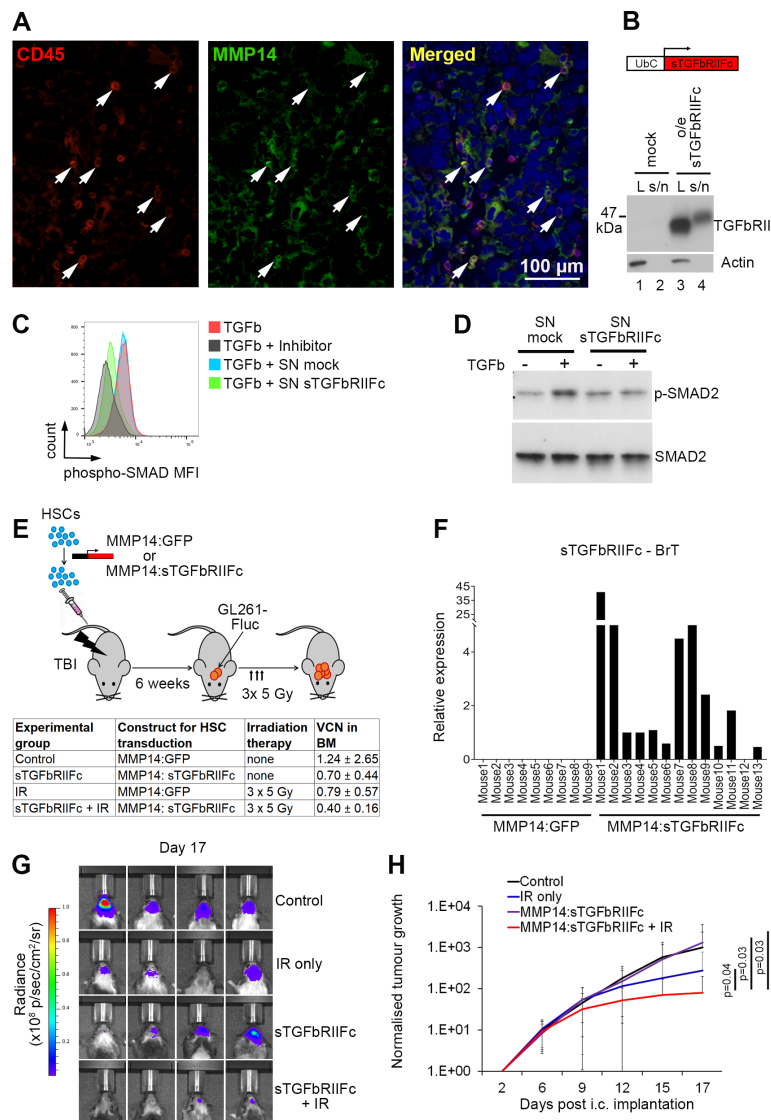 A
CD45
MMP14
Merged
100 µm
B
UbC
sTGFbRIIFc
mock
o/e
sTGFbRIIFc
L s/n L s/n
47
kDa
TGFbRII
Actin
1 2 3 4
C
800
600
400
200
0
10³ 10⁴ 10⁵
count
phospho-SMAD MFI
TGFb
TGFb + Inhibitor
TGFb + SN mock
TGFb + SN sTGFbRIIFc
D
SN
mock
SN
sTGFbRIIFc
TGFb - + - +
p-SMAD2
SMAD2
E
HSCs
MMP14:GFP
or
MMP14:sTGFbRIIFc
GL261-
Fluc
TBI
6 weeks
3x 5 Gy
Experimental group Construct for HSC transduction Irradiation therapy VCN in BM
Control MMP14:GFP none 1.24 ± 2.65
sTGFbRIIFc MMP14: sTGFbRIIFc none 0.70 ± 0.44
IR MMP14:GFP 3 x 5 Gy 0.79 ± 0.57
sTGFbRIIFc + IR MMP14: sTGFbRIIFc 3 x 5 Gy 0.40 ± 0.16
F
sTGFbRIIFc - BrT
Relative expression
45
35
25
4
2
0
Mouse1
Mouse2
Mouse3
Mouse4
Mouse5
Mouse6
Mouse7
Mouse8
Mouse9
Mouse1
Mouse2
Mouse3
Mouse4
Mouse5
Mouse6
Mouse7
Mouse8
Mouse9
Mouse10
Mouse11
Mouse12
Mouse13
MMP14:GFP
MMP14:sTGFbRIIFc
G
Day 17
Radiance
(x10⁸ p/sec/cm²/sr)
1.0
0.8
0.6
0.4
0.2
Control
IR only
sTGFbRIIFc
sTGFbRIIFc
+ IR
H
Control
IR only
MMP14:sTGFbRIIFc
MMP14:sTGFbRIIFc + IR
Normalised tumour growth
1.E+04
1.E+03
1.E+02
1.E+01
1.E+00
2 6 9 12 15 17
Days post i.c. implantation
p=0.04
p=0.03
p=0.03